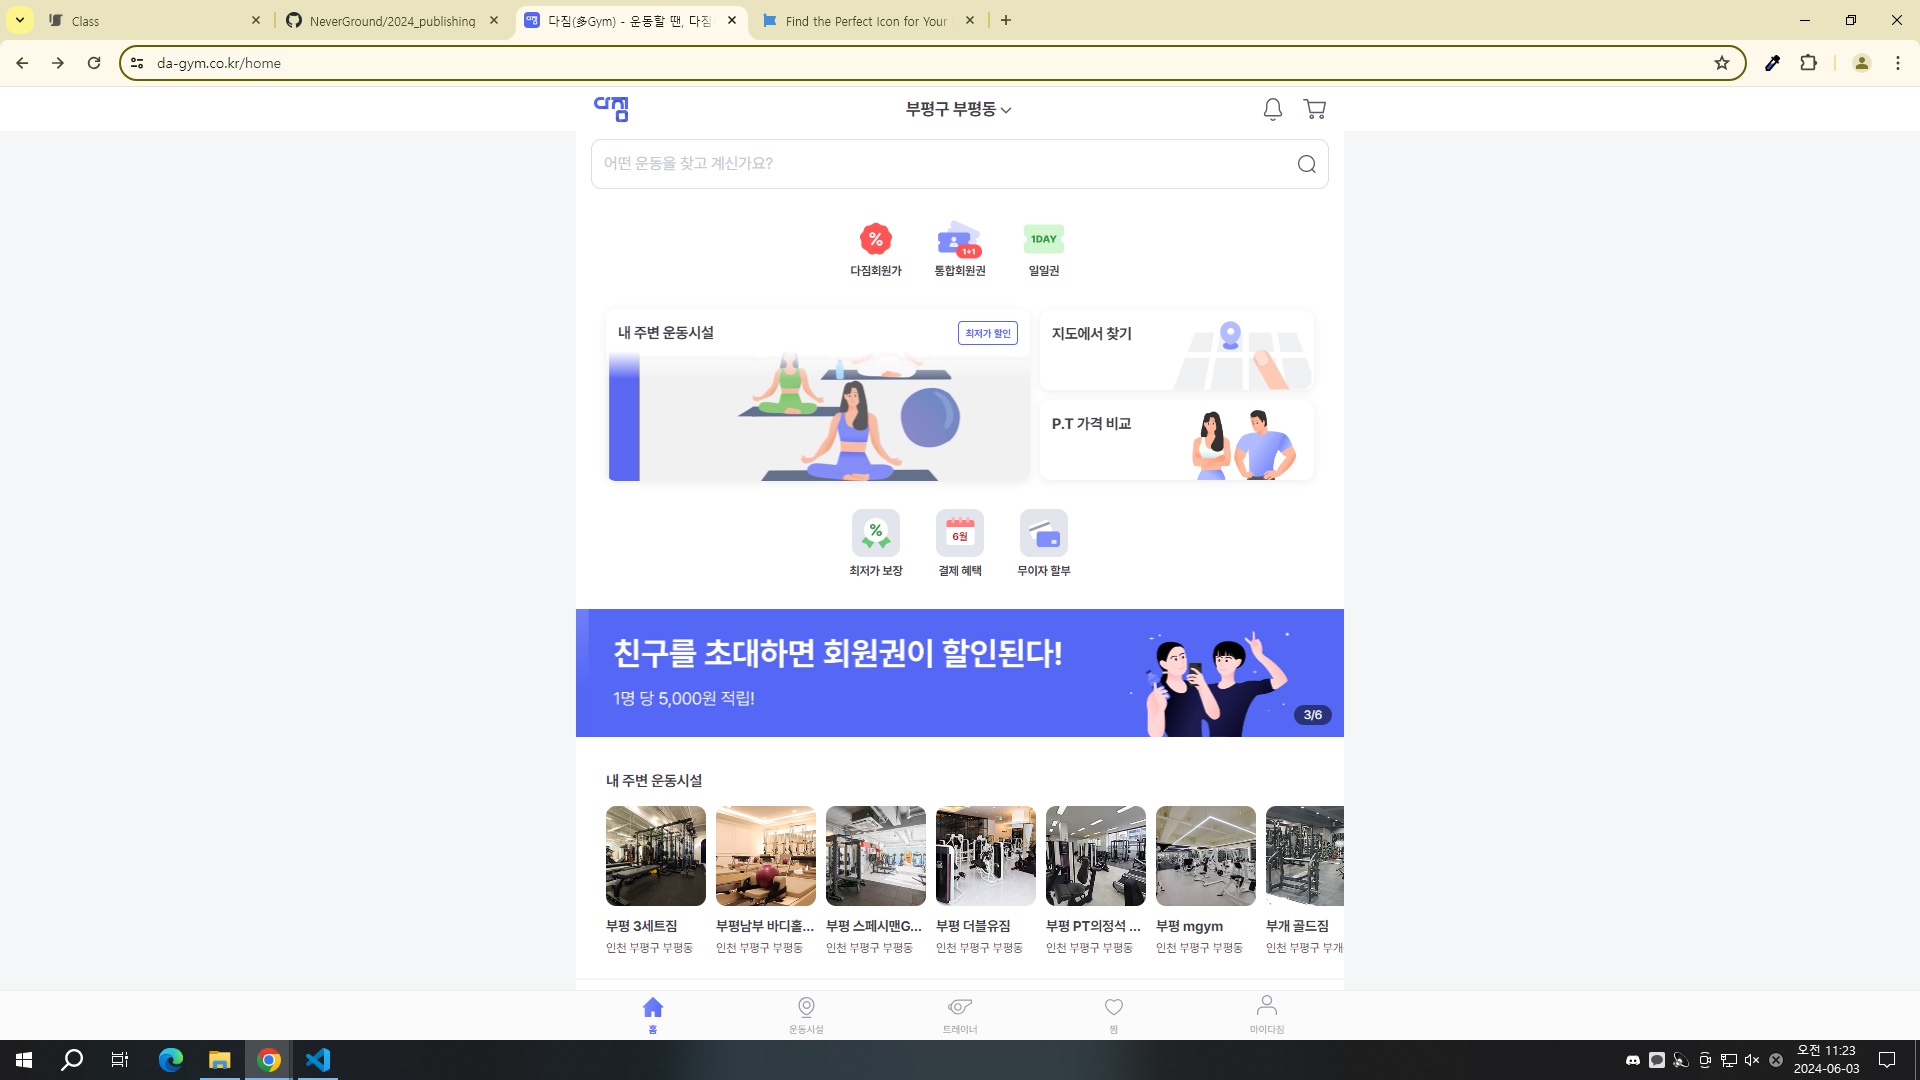 Class
NeverGround/2024_publishing
다짐(多Gym) - 운동할 땐, 다짐
Find the Perfect Icon for Your
da-gym.co.kr/home
다짐
부평구 부평동
어떤 운동을 찾고 계신가요?
%
1+1
1DAY
다짐회원가
통합회원권
일일권
내 주변 운동시설
최저가 할인
지도에서 찾기
P.T 가격 비교
%
6월
최저가 보장
결제 혜택
무이자 할부
친구를 초대하면 회원권이 할인된다!
1명 당 5,000원 적립!
3/6
내 주변 운동시설
부평 3세트짐
부평남부 바디홀...
부평 스페시맨G...
부평 더블유짐
부평 PT의정석 ...
부평 mgym
부개 골드짐
인천 부평구 부평동
인천 부평구 부평동
인천 부평구 부평동
인천 부평구 부평동
인천 부평구 부평동
인천 부평구 부평동
인천 부평구 부개
홈
운동시설
트레이너
찜
마이다짐
오전 11:23
2024-06-03